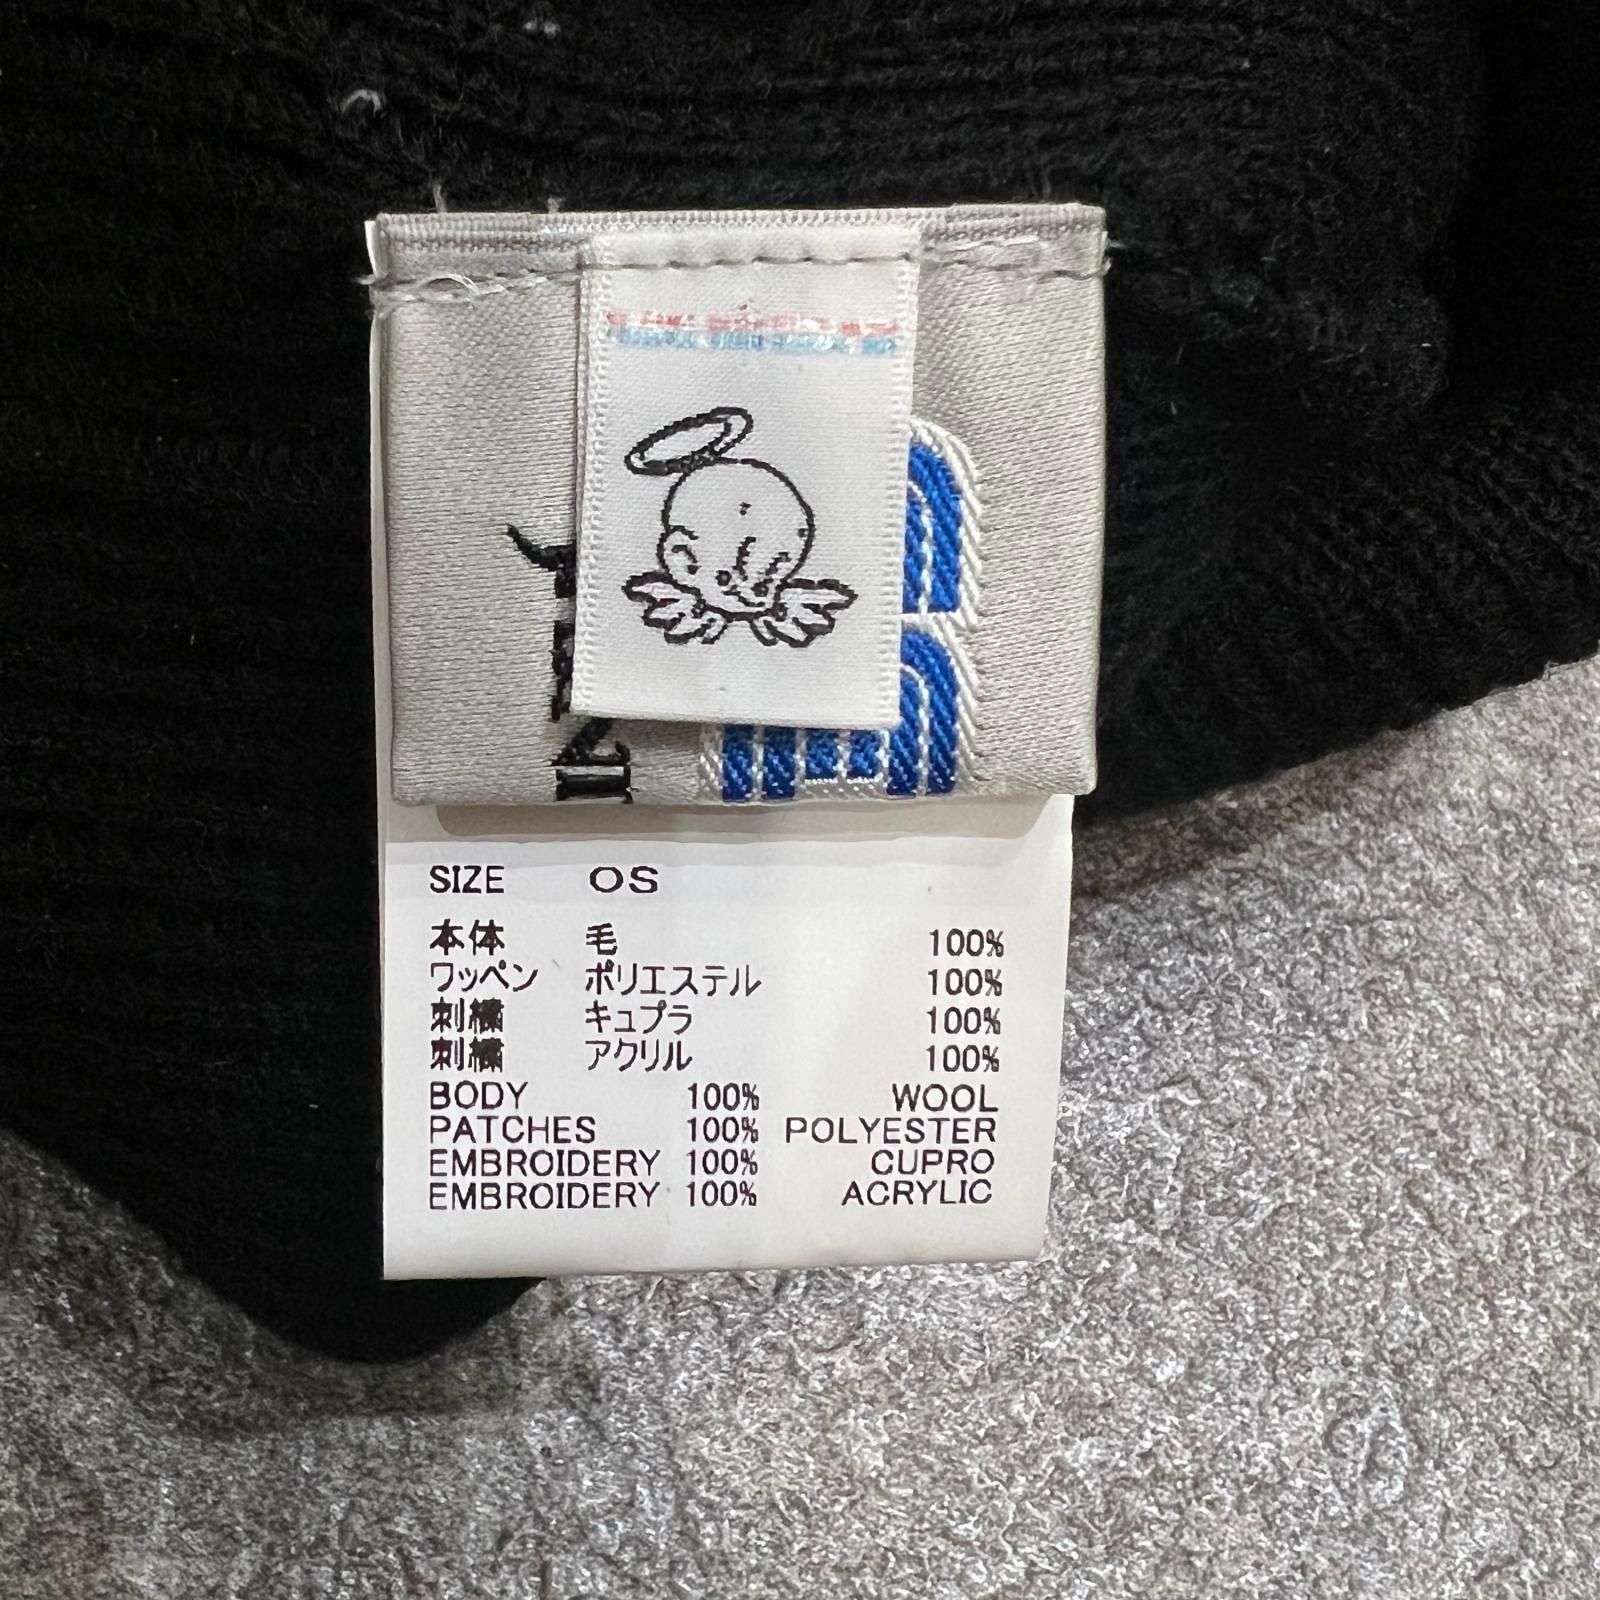 SIZE OS
本体 毛 100%
ワッペン ポリエステル 100%
刺繍 キュプラ 100%
刺繍 アクリル 100%
BODY 100% WOOL
PATCHES 100% POLYESTER
EMBROIDERY 100% CUPRO
EMBROIDERY 100% ACRYLIC